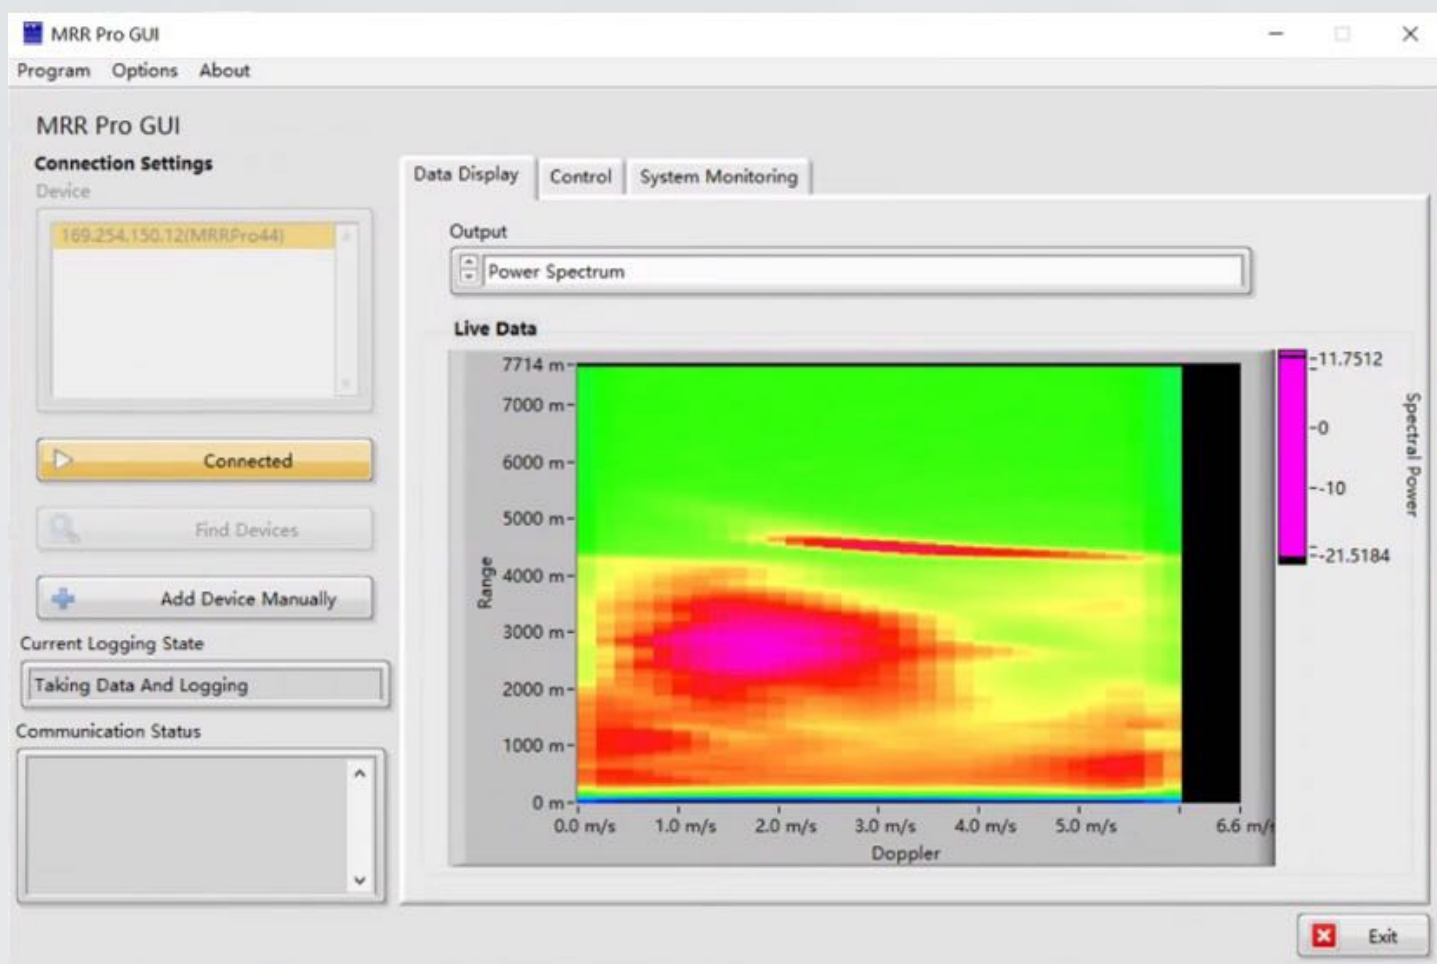 MRR Pro GUI
Program Options About
MRR Pro GUI
Connection Settings
Device
169.254.150.12(MRRPro44)
Connected
Find Devices
Add Device Manually
Current Logging State
Taking Data And Logging
Communication Status
Data Display Control System Monitoring
Output
Power Spectrum
Live Data
7714 m
7000 m
6000 m
5000 m
4000 m
3000 m
2000 m
1000 m
0 m
Range
0.0 m/s 1.0 m/s 2.0 m/s 3.0 m/s 4.0 m/s 5.0 m/s 6.6 m/s
Doppler
11.7512
0
-10
-21.5184
Spectral Power
Exit